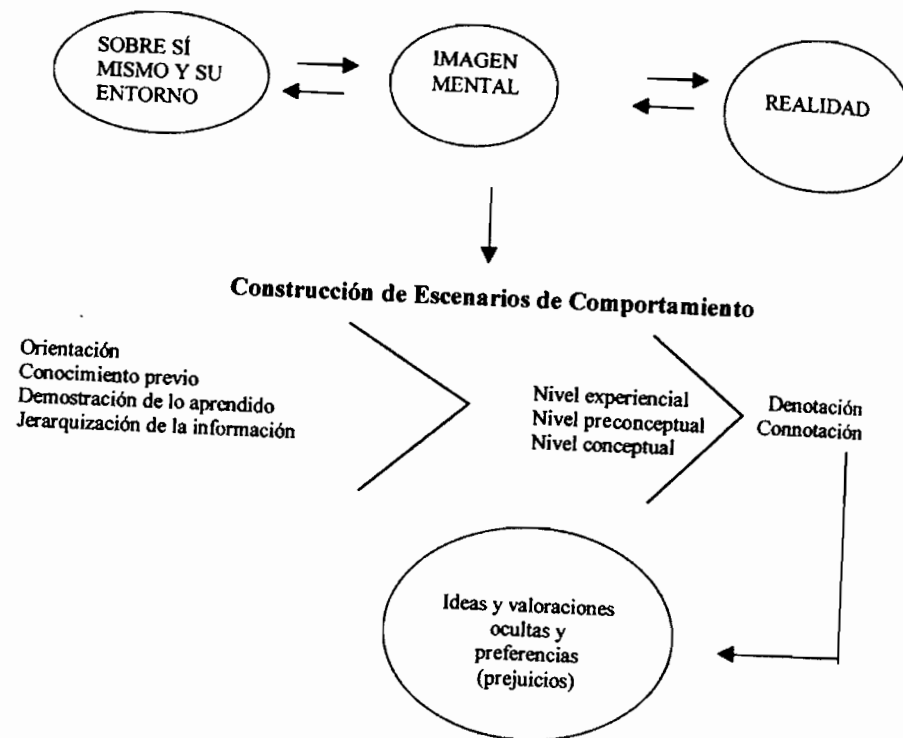 SOBRE SÍ
MISMO Y SU
ENTORNO
IMAGEN
MENTAL
REALIDAD
Construcción de Escenarios de Comportamiento
Orientación
Conocimiento previo
Demostración de lo aprendido
Jerarquización de la información
Nivel experiencial
Nivel preconceptual
Nivel conceptual
Denotación
Connotación
Ideas y valoraciones
ocultas y
preferencias
(prejuicios)